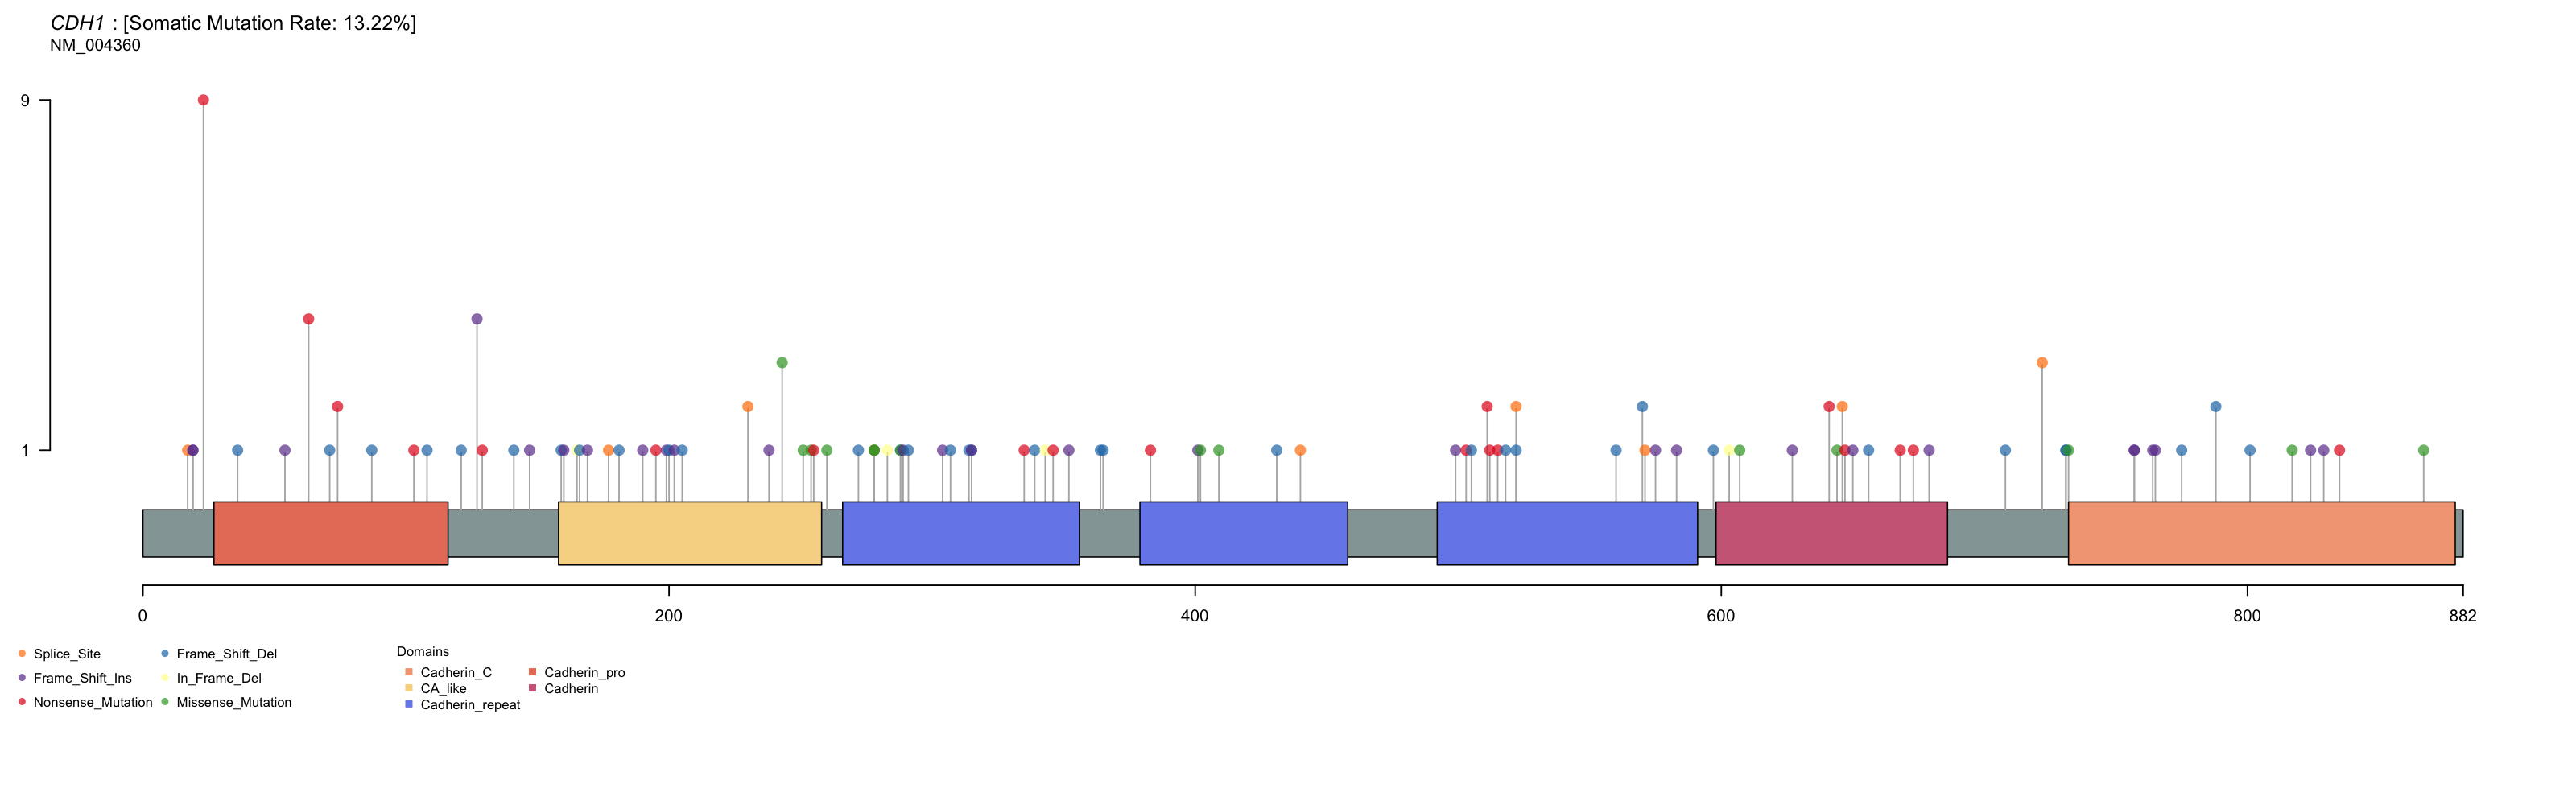 CDH1 : [Somatic Mutation Rate: 13.22%]
NM_004360
9
1
0 200 400 600 800 882
Splice_Site Frame_Shift_Del
Frame_Shift_Ins In_Frame_Del
Nonsense_Mutation Missense_Mutation
Domains
Cadherin_C Cadherin_pro
CA_like Cadherin
Cadherin_repeat